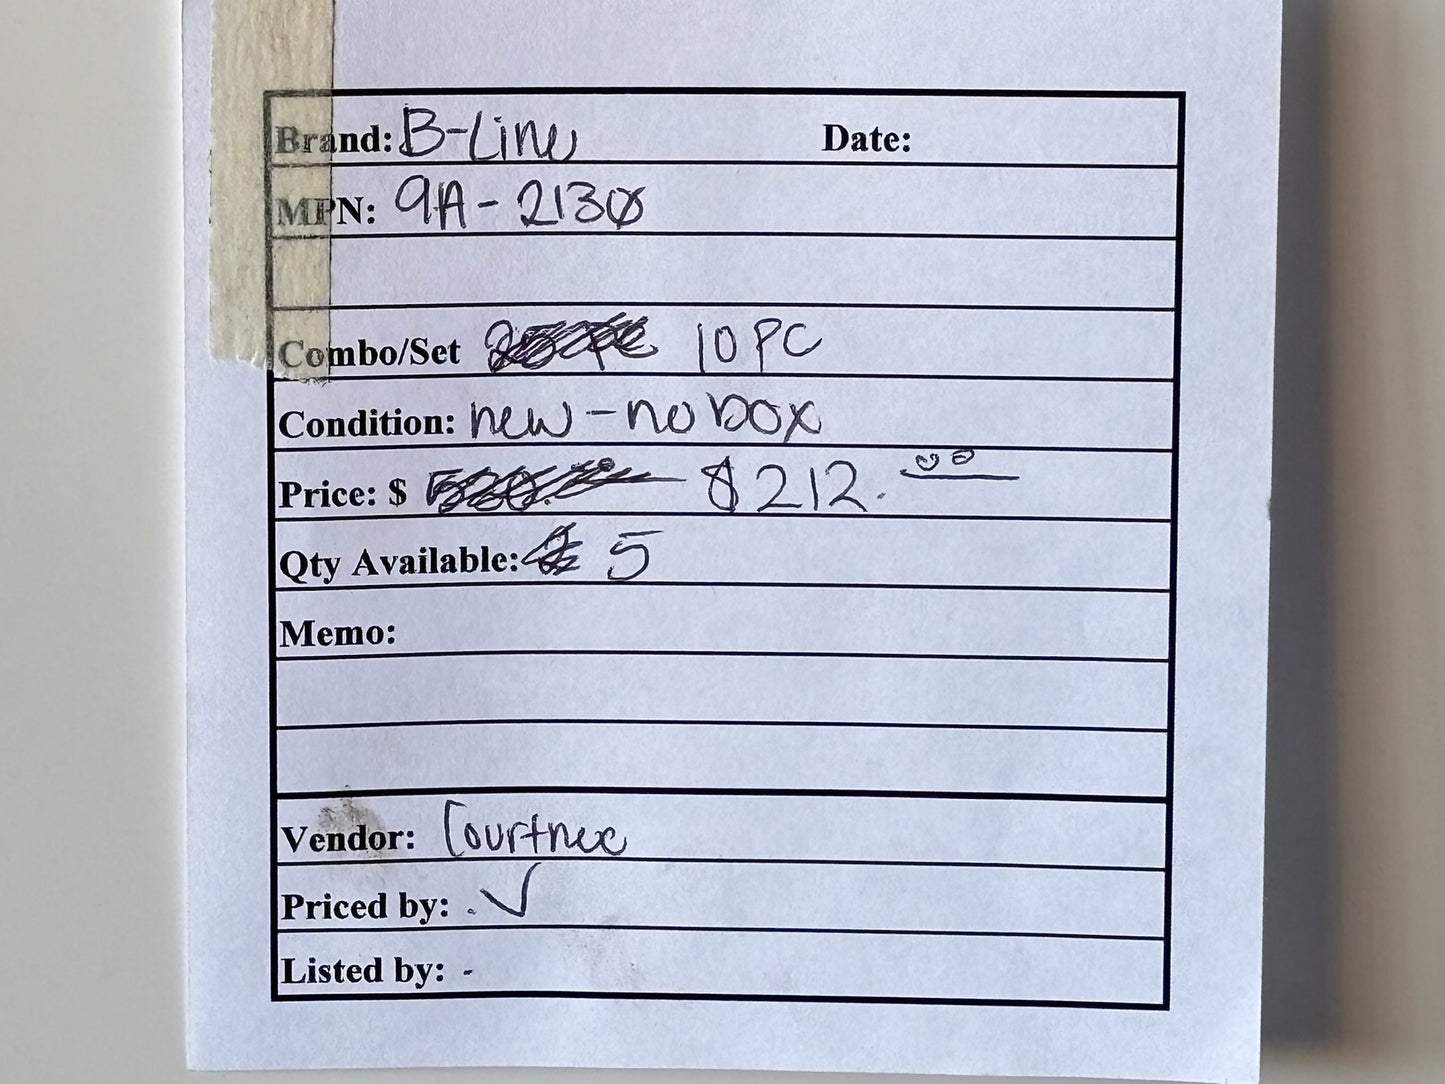 Brand: B-Line Date:
MPN: 9A-2130
Combo/Set 10 PC
Condition: new-no box
Price: $ $212.00
Qty Available: 5
Memo:
Vendor: Courtnee
Priced by: ✓
Listed by: -